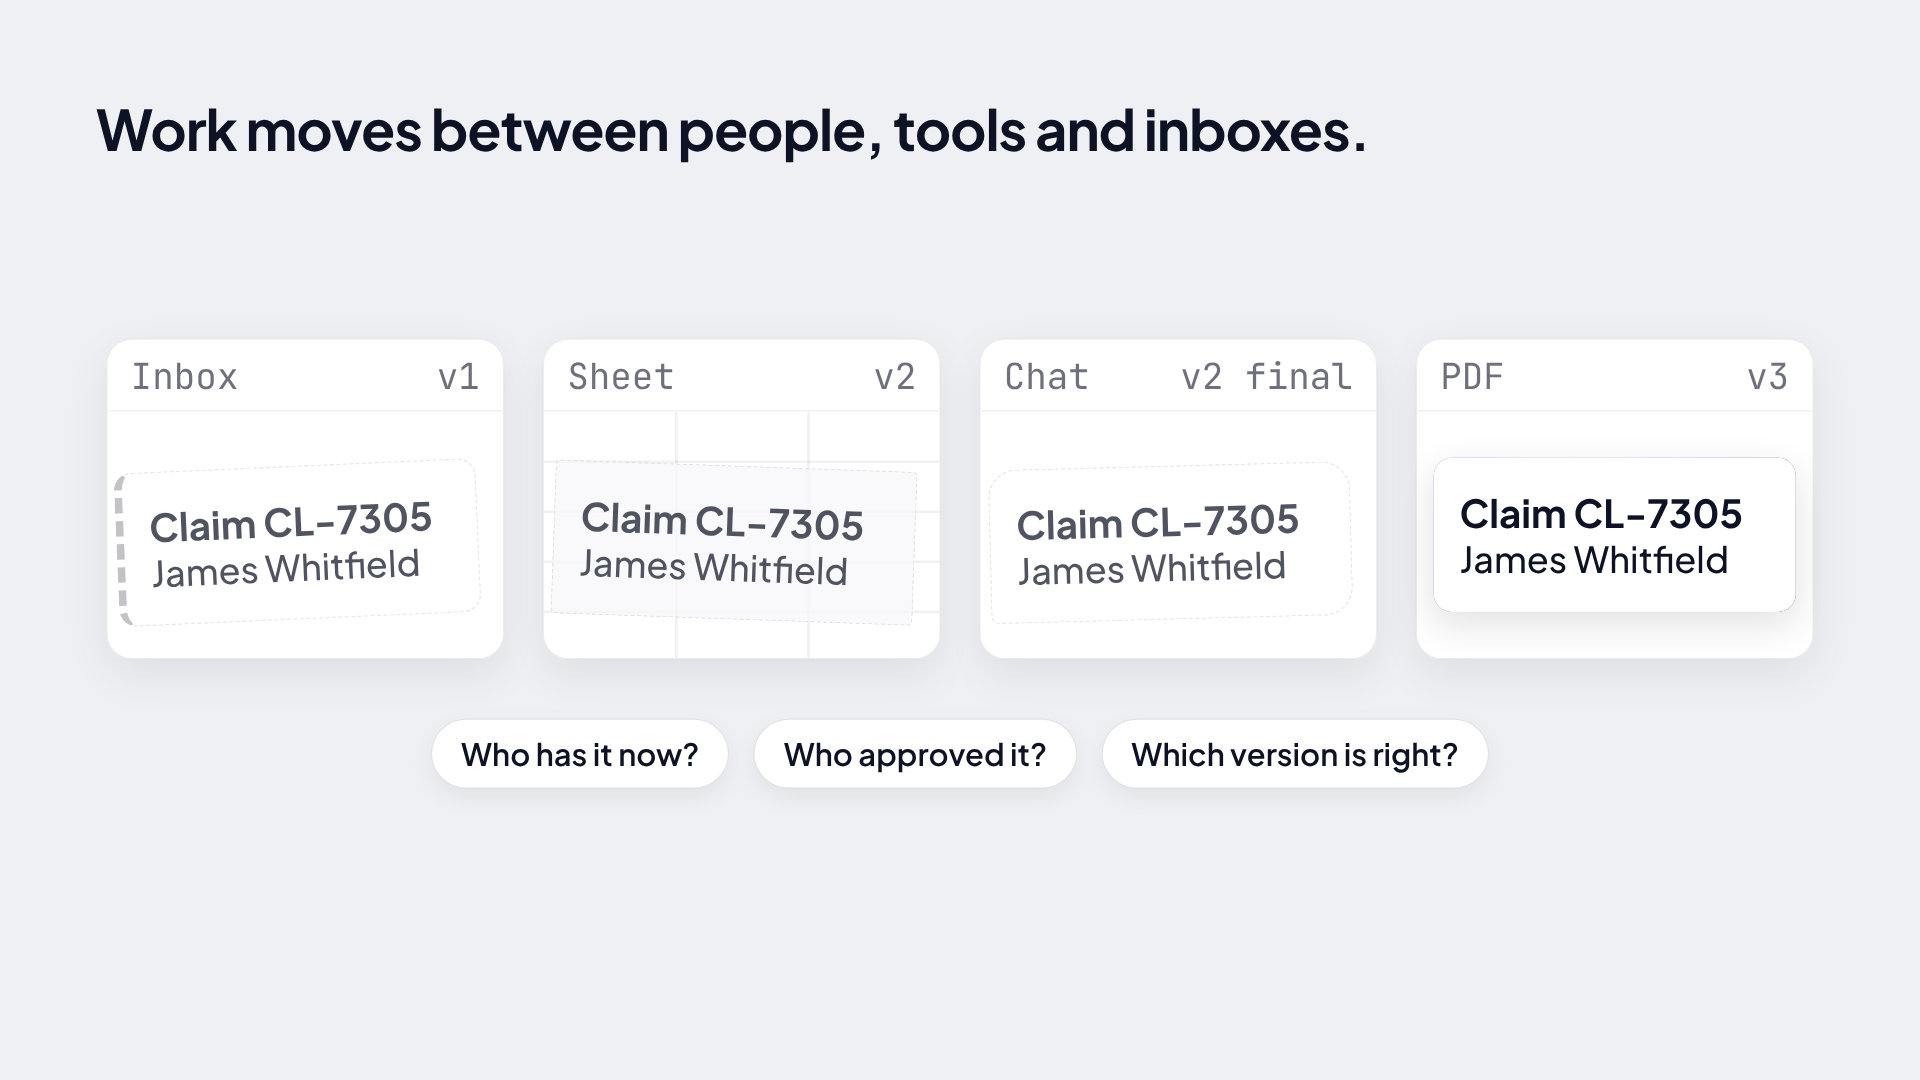 Work moves between people, tools and inboxes.
Inbox v1
Claim CL-7305
James Whitfield
Sheet v2
Claim CL-7305
James Whitfield
Chat v2 final
Claim CL-7305
James Whitfield
PDF v3
Claim CL-7305
James Whitfield
Who has it now?
Who approved it?
Which version is right?